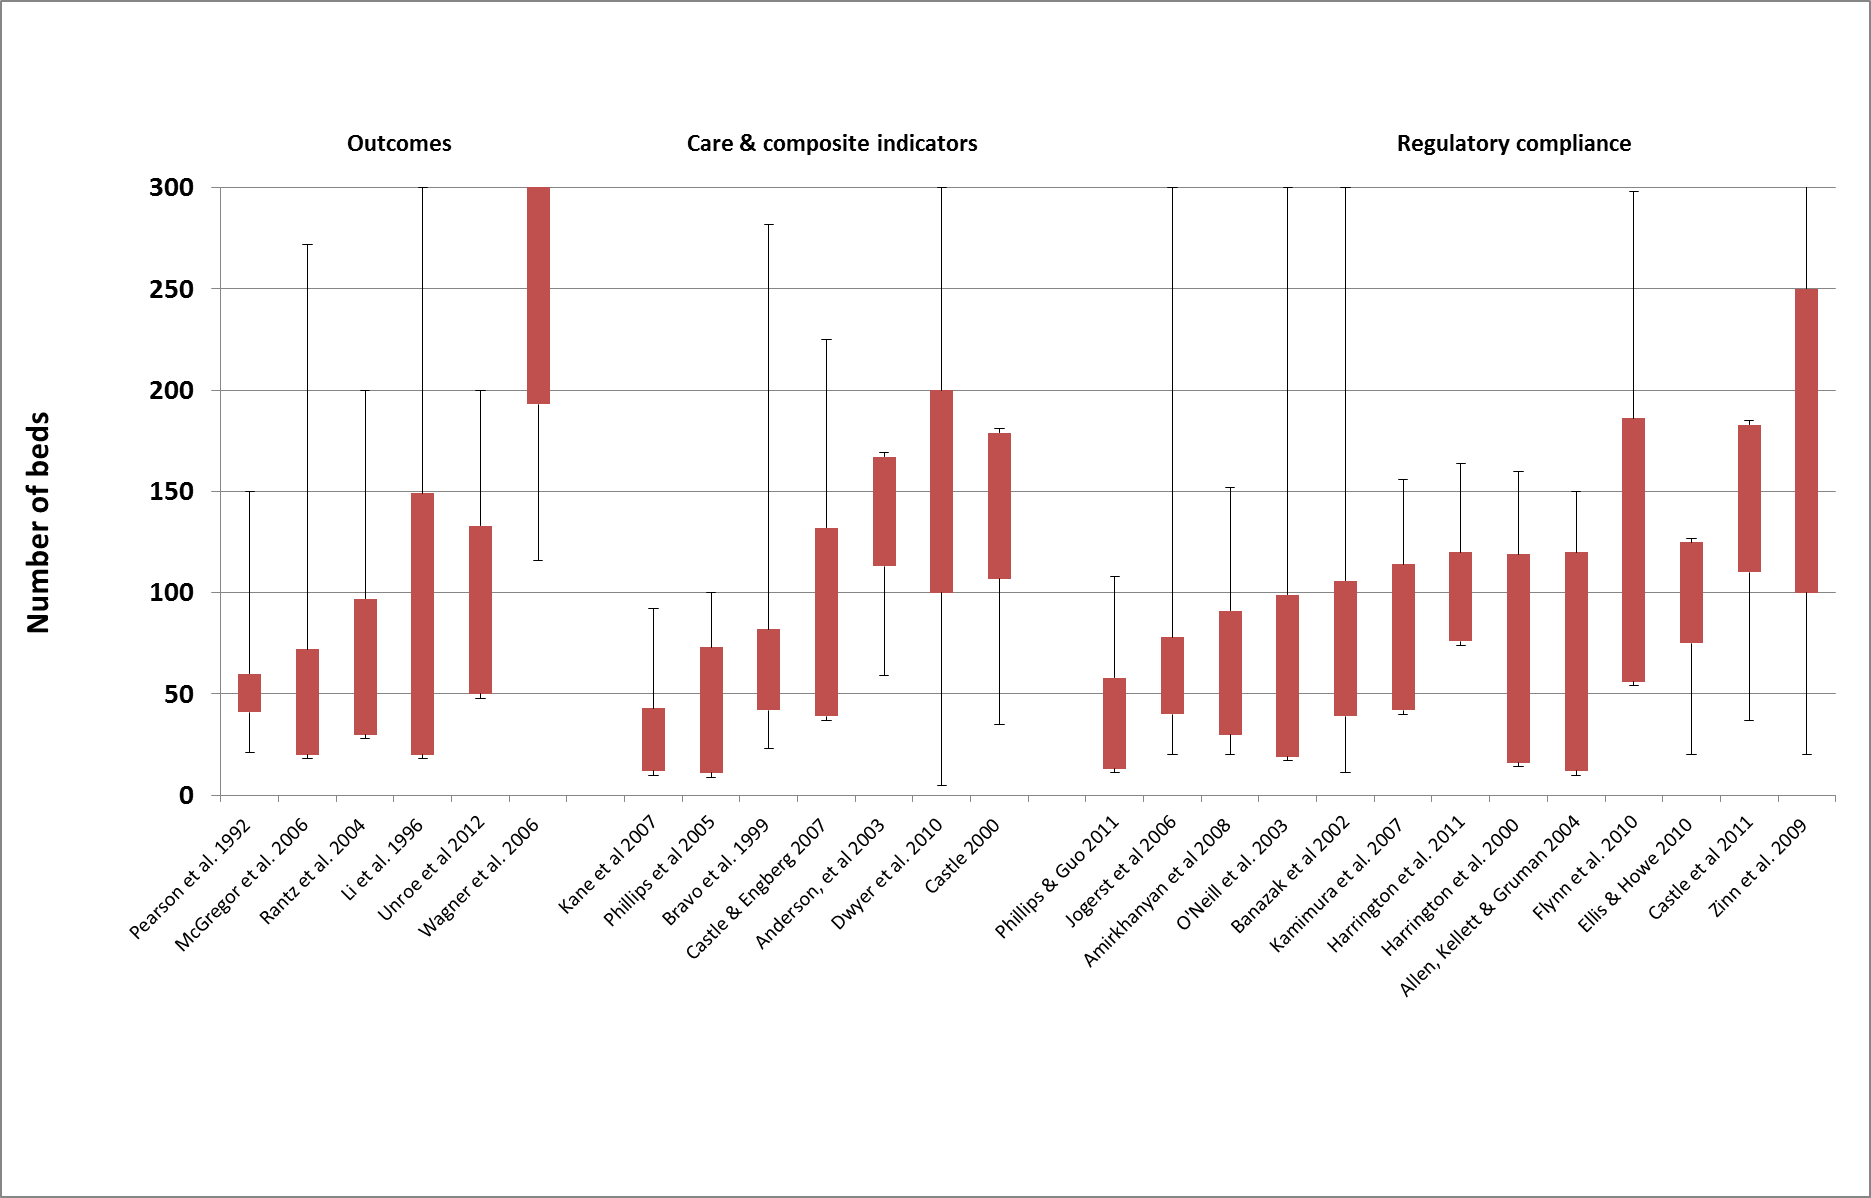 Outcomes
Care & composite indicators
Regulatory compliance
Number of beds
300
250
200
150
100
50
0
Pearson et al. 1992
McGregor et al. 2006
Rantz et al. 2004
Li et al. 1996
Unroe et al 2012
Wagner et al. 2006
Kane et al 2007
Phillips et al 2005
Bravo et al. 1999
Castle & Engberg 2007
Anderson, et al 2003
Dwyer et al. 2010
Castle 2000
Phillips & Guo 2011
Jogerst et al 2006
Amirkhanyan et al 2008
O'Neill et al. 2003
Banazak et al 2002
Kamimura et al. 2007
Harrington et al. 2011
Harrington et al. 2000
Allen, Kellett & Gruman 2004
Flynn et al. 2010
Ellis & Howe 2010
Castle et al 2011
Zinn et al. 2009